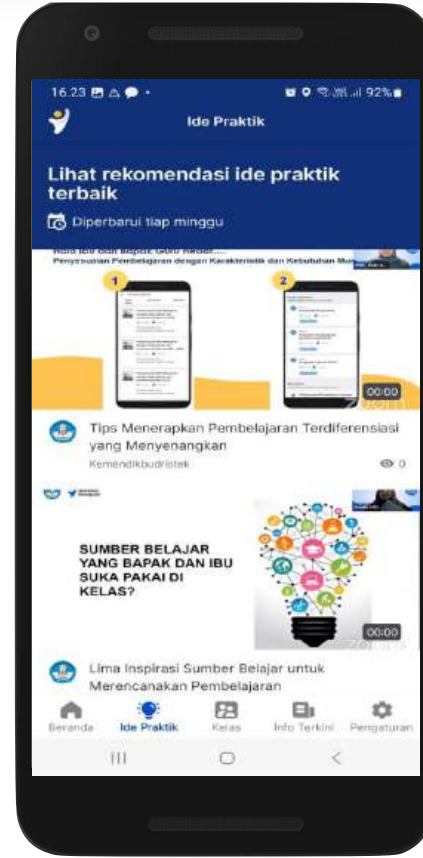 16.23
92%
Ide Praktik
Lihat rekomendasi ide praktik
terbaik
Diperbarui tiap minggu
Penyesuaian Pembelajaran dengan Karakteristik dan Kebutuhan
1
2
00:00
zoom
Tips Menerapkan Pembelajaran Terdiferensiasi
yang Menyenangkan
Kemendikbudristek
0
SUMBER BELAJAR
YANG BAPAK DAN IBU
SUKA PAKAI DI
KELAS?
00:00
zoom
Lima Inspirasi Sumber Belajar untuk
Merencanakan Pembelajaran
Beranda
Ide Praktik
Kelas
Info Terkini
Pengaturan